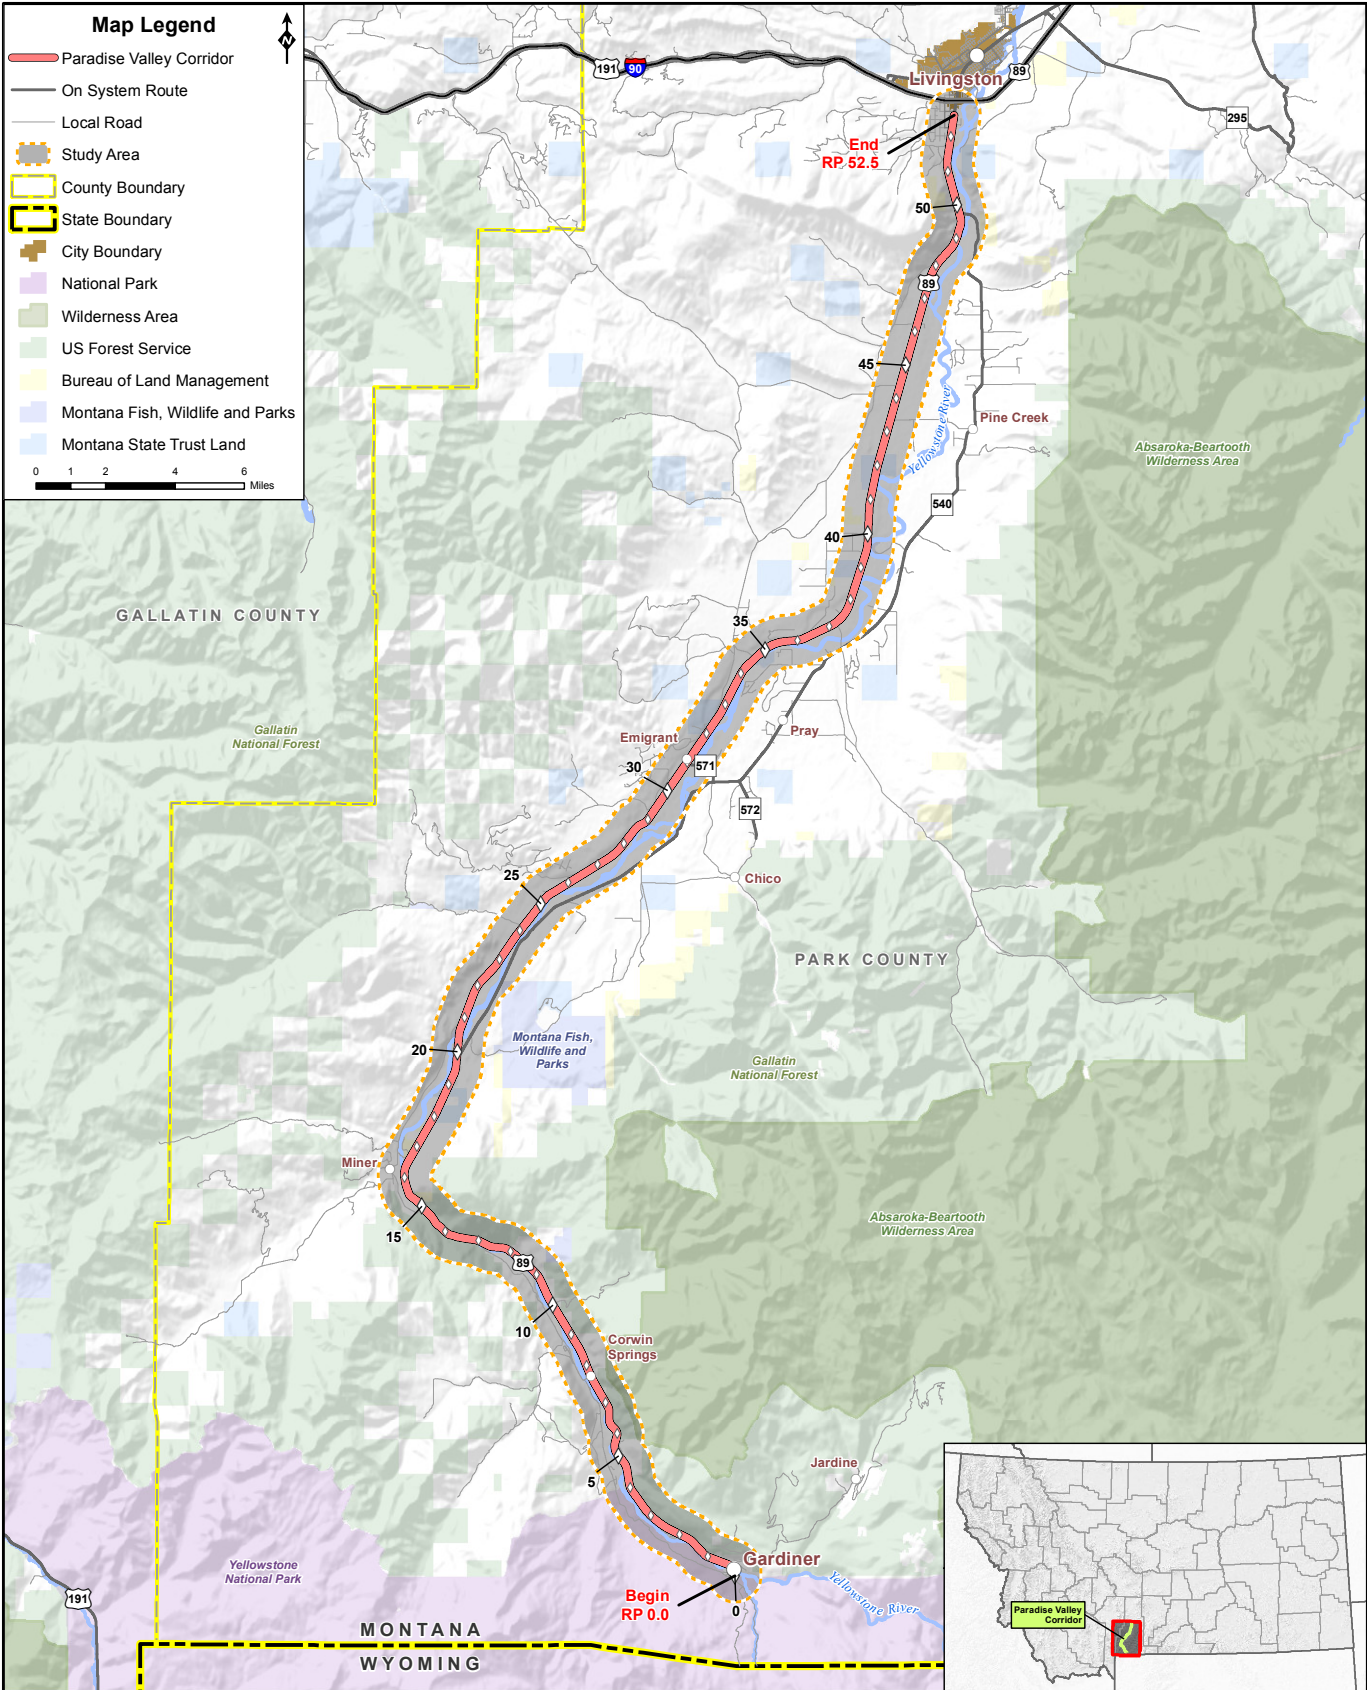 Map Legend
N
Paradise Valley Corridor
On System Route
Local Road
Study Area
County Boundary
State Boundary
City Boundary
National Park
Wilderness Area
US Forest Service
Bureau of Land Management
Montana Fish, Wildlife and Parks
Montana State Trust Land
0 1 2 4 6
Miles
191
90
Livingston
89
295
End
RP 52.5
50
89
45
Yellowstone River
Pine Creek
Absaroka-Beartooth
Wilderness Area
540
40
GALLATIN COUNTY
35
Gallatin
National Forest
Emigrant
Pray
30
571
572
25
Chico
PARK COUNTY
20
Montana Fish,
Wildlife and
Parks
Gallatin
National Forest
Miner
15
Absaroka-Beartooth
Wilderness Area
89
10
Corwin
Springs
5
Jardine
Gardiner
Yellowstone
National Park
Yellowstone River
191
Begin
RP 0.0
0
MONTANA
WYOMING
Paradise Valley
Corridor